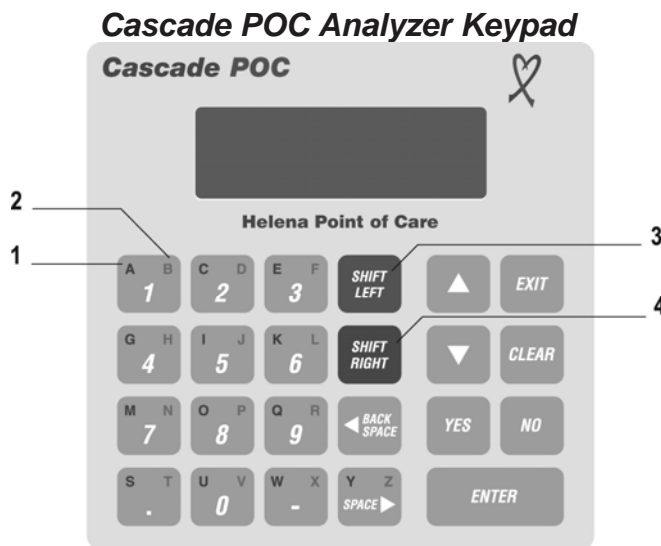 Cascade POC Analyzer Keypad
Cascade POC
Helena Point of Care
2
1
3
4
A B C D E F SHIFT EXIT
1 2 3 LEFT
G H I J K L SHIFT CLEAR
4 5 6 RIGHT
M N O P Q R BACK YES NO
7 8 9 SPACE
S T U V W X Y Z ENTER
. 0 - SPACE